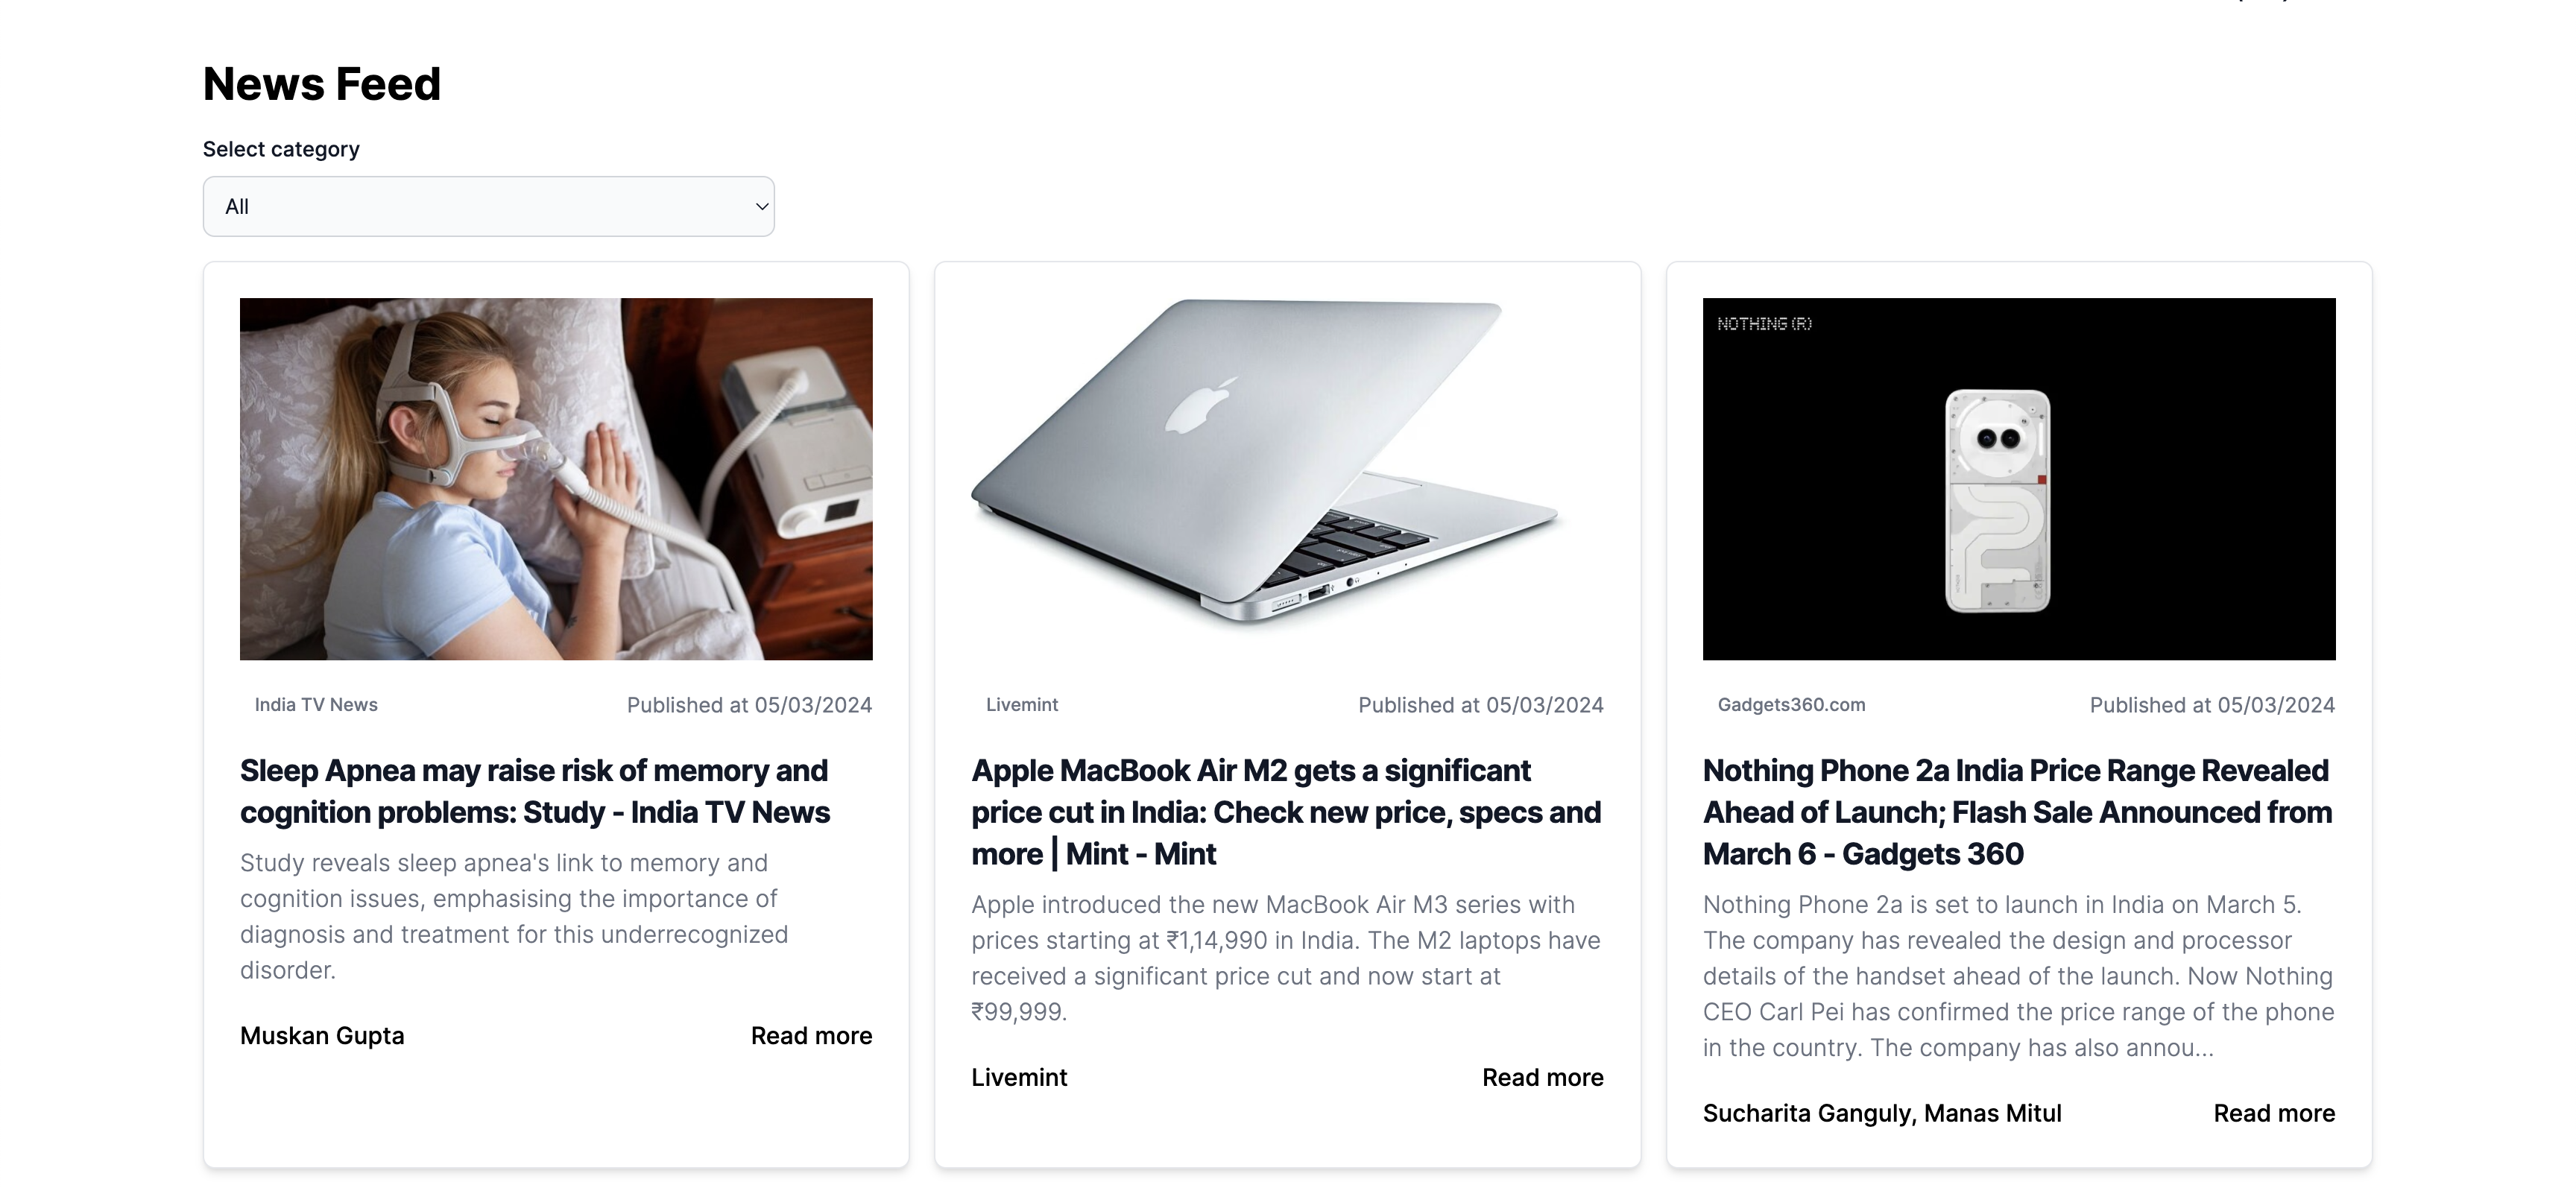 News Feed
Select category
All
NOTHING (R)
India TV News
Published at 05/03/2024
Sleep Apnea may raise risk of memory and
cognition problems: Study - India TV News
Study reveals sleep apnea's link to memory and
cognition issues, emphasising the importance of
diagnosis and treatment for this underrecognized
disorder.
Muskan Gupta
Read more
Livemint
Published at 05/03/2024
Apple MacBook Air M2 gets a significant
price cut in India: Check new price, specs and
more | Mint - Mint
Apple introduced the new MacBook Air M3 series with
prices starting at ₹1,14,990 in India. The M2 laptops have
received a significant price cut and now start at
₹99,999.
Livemint
Read more
Gadgets360.com
Published at 05/03/2024
Nothing Phone 2a India Price Range Revealed
Ahead of Launch; Flash Sale Announced from
March 6 - Gadgets 360
Nothing Phone 2a is set to launch in India on March 5.
The company has revealed the design and processor
details of the handset ahead of the launch. Now Nothing
CEO Carl Pei has confirmed the price range of the phone
in the country. The company has also annou...
Sucharita Ganguly, Manas Mitul
Read more